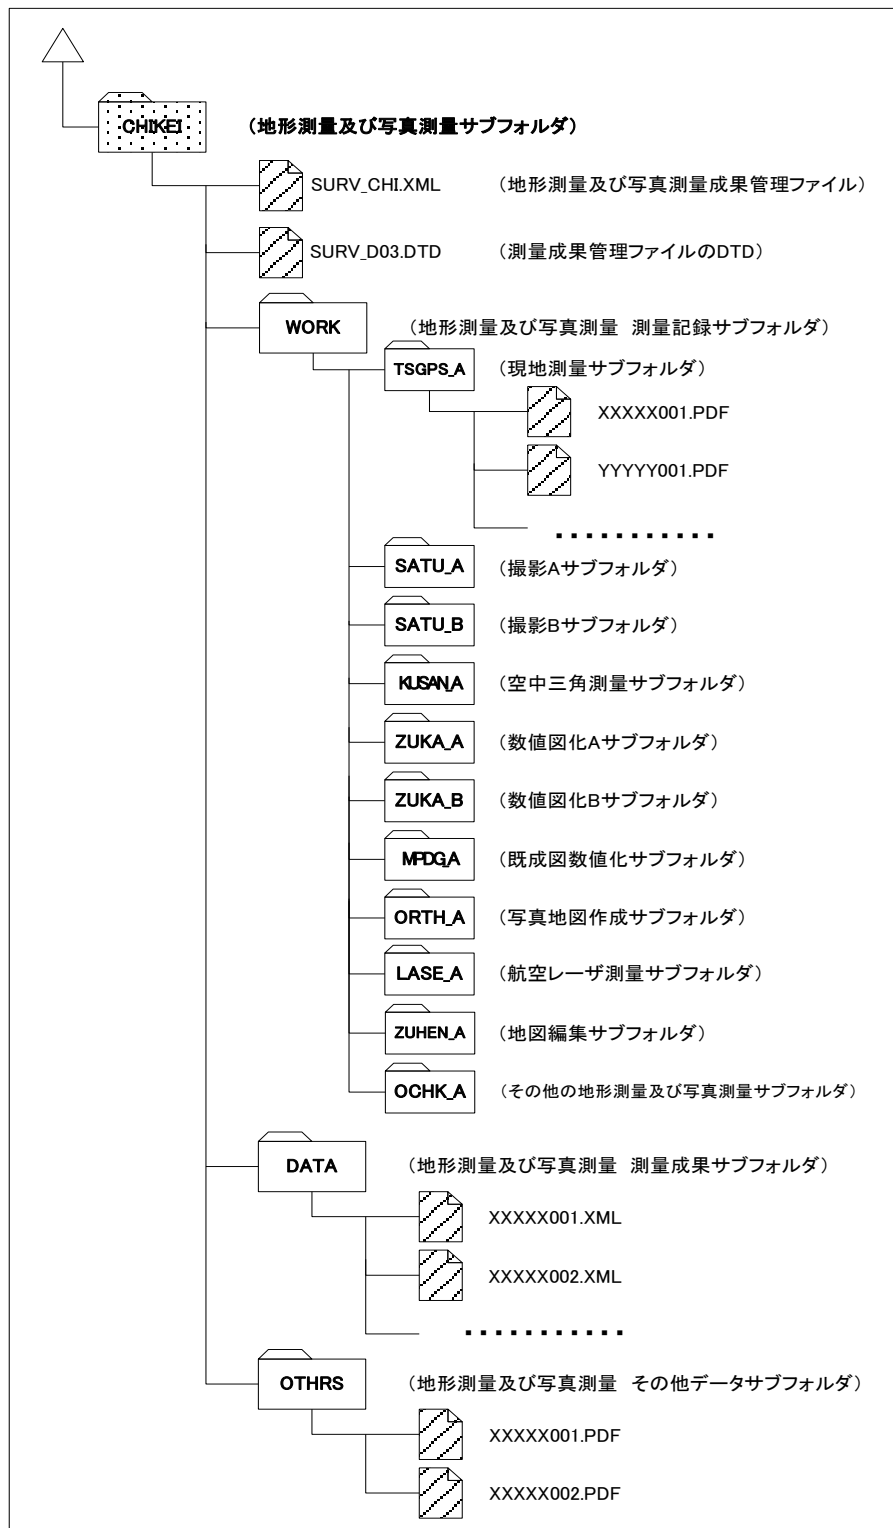 CHIKEI （地形測量及び写真測量サブフォルダ）
SURV_CHI.XML （地形測量及び写真測量成果管理ファイル）
SURV_D03.DTD （測量成果管理ファイルのDTD）
WORK （地形測量及び写真測量 測量記録サブフォルダ）
TSGPS_A （現地測量サブフォルダ）
XXXXX001.PDF
YYYYY001.PDF
SATU_A （撮影Aサブフォルダ）
SATU_B （撮影Bサブフォルダ）
KUSAN_A （空中三角測量サブフォルダ）
ZUKA_A （数値図化Aサブフォルダ）
ZUKA_B （数値図化Bサブフォルダ）
MPDG_A （既成図数値化サブフォルダ）
ORTH_A （写真地図作成サブフォルダ）
LASE_A （航空レーザ測量サブフォルダ）
ZUHEN_A （地図編集サブフォルダ）
OCHK_A （その他の地形測量及び写真測量サブフォルダ）
DATA （地形測量及び写真測量 測量成果サブフォルダ）
XXXXX001.XML
XXXXX002.XML
OTHRS （地形測量及び写真測量 その他データサブフォルダ）
XXXXX001.PDF
XXXXX002.PDF